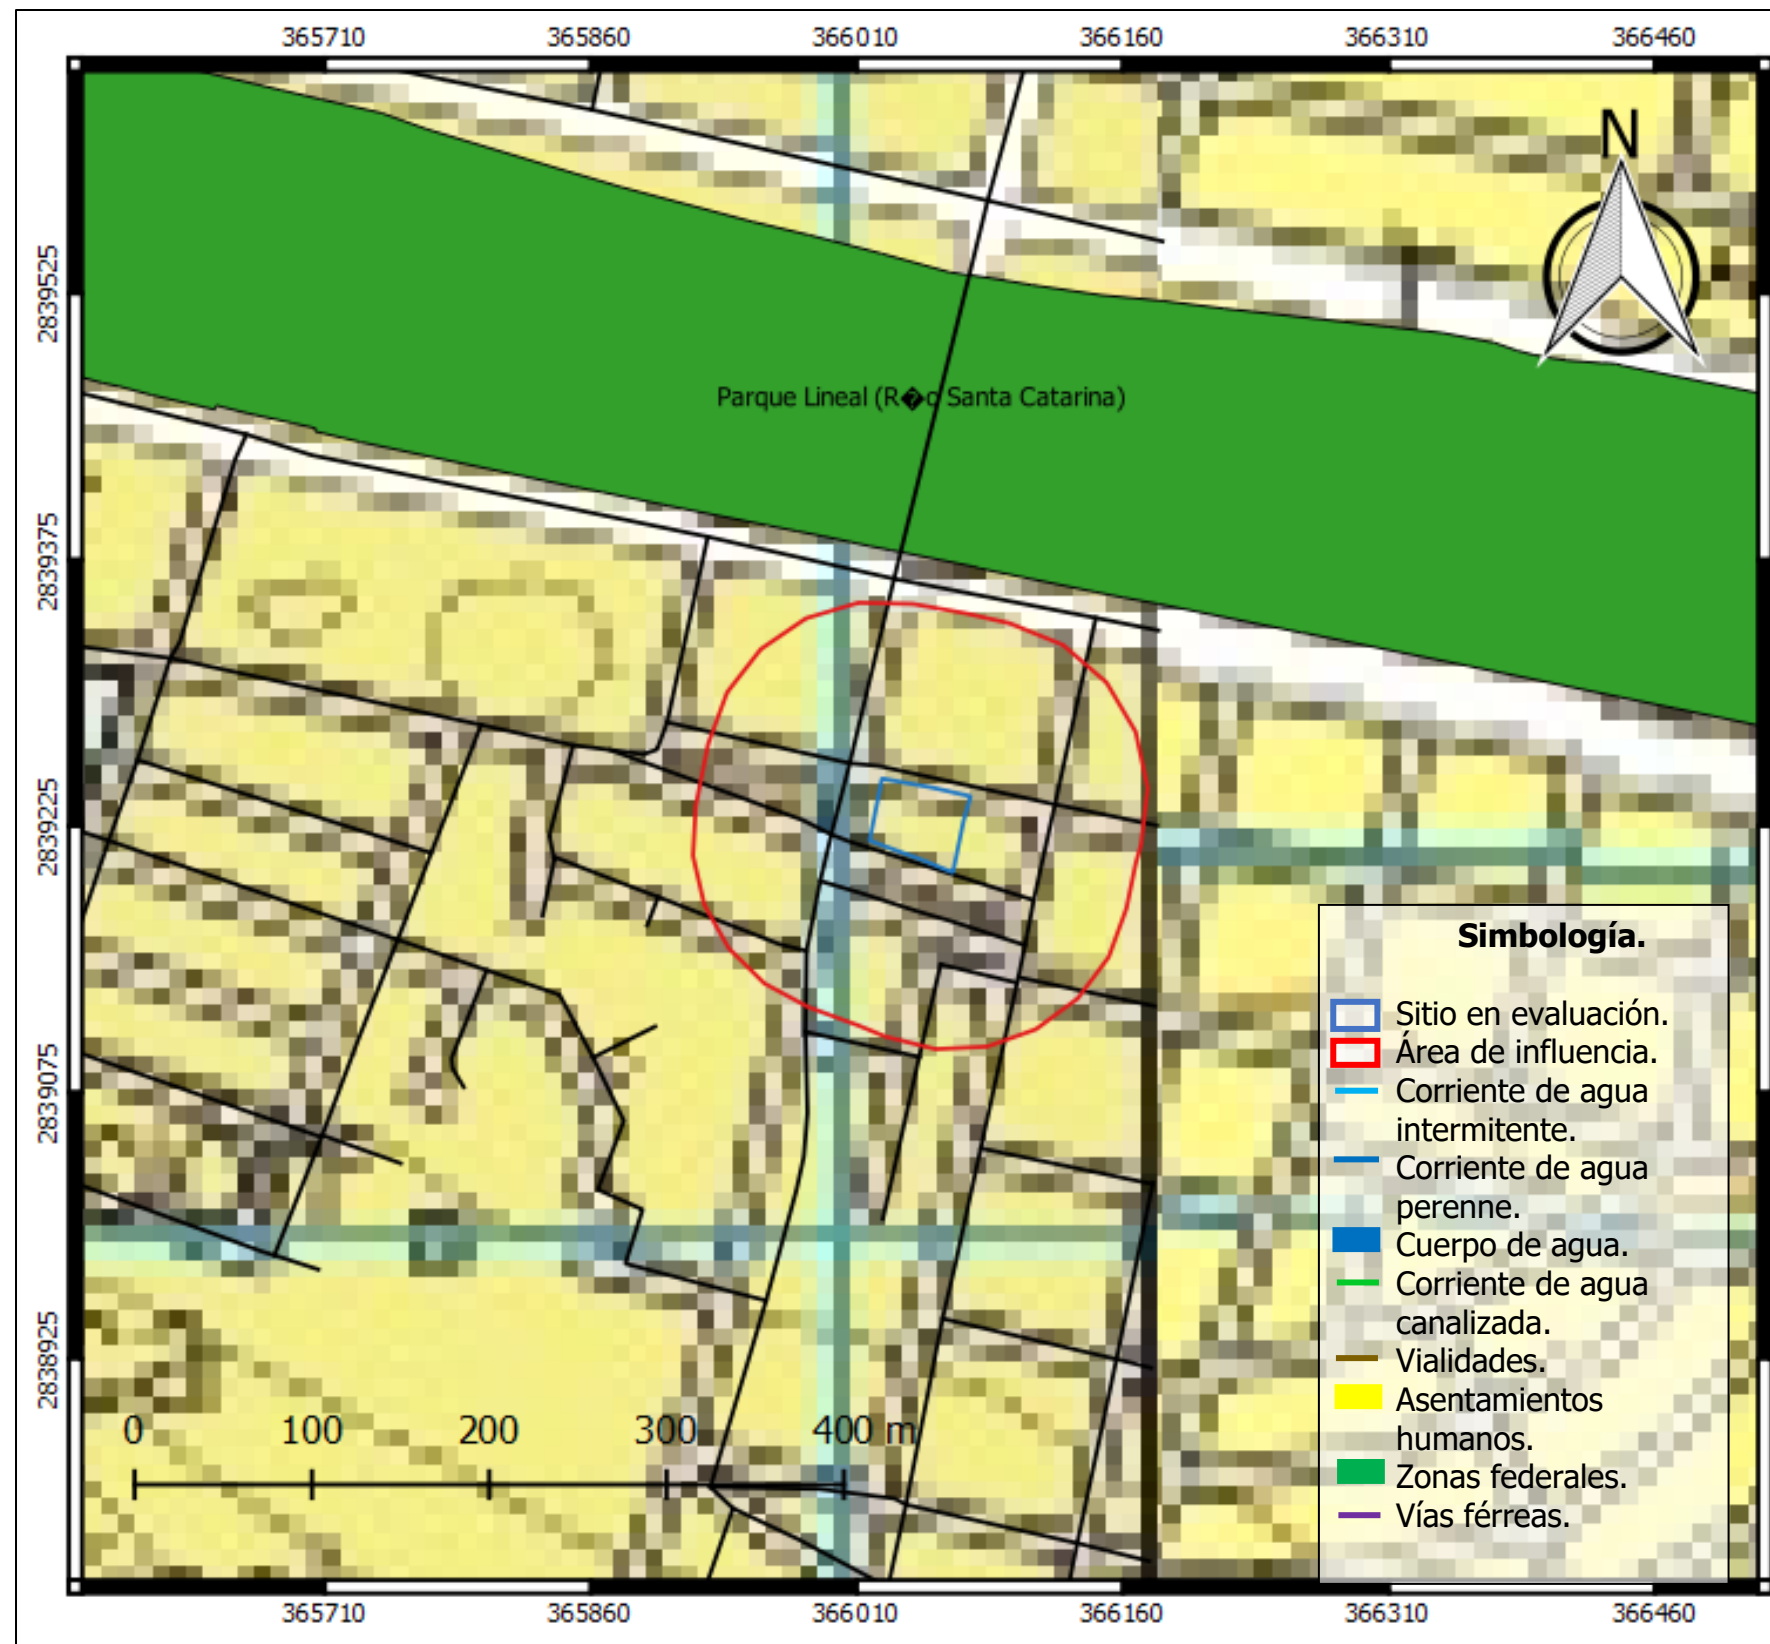 365710 365860 366010 366160 366310 366460
N
2839525
Parque Lineal (R�o Santa Catarina)
2839375
2839225
2839075
2838925
Simbología.
Sitio en evaluación.
Área de influencia.
Corriente de agua
intermitente.
Corriente de agua
perenne.
Cuerpo de agua.
Corriente de agua
canalizada.
Vialidades.
Asentamientos
humanos.
Zonas federales.
Vías férreas.
0 100 200 300 400 m
365710 365860 366010 366160 366310 366460